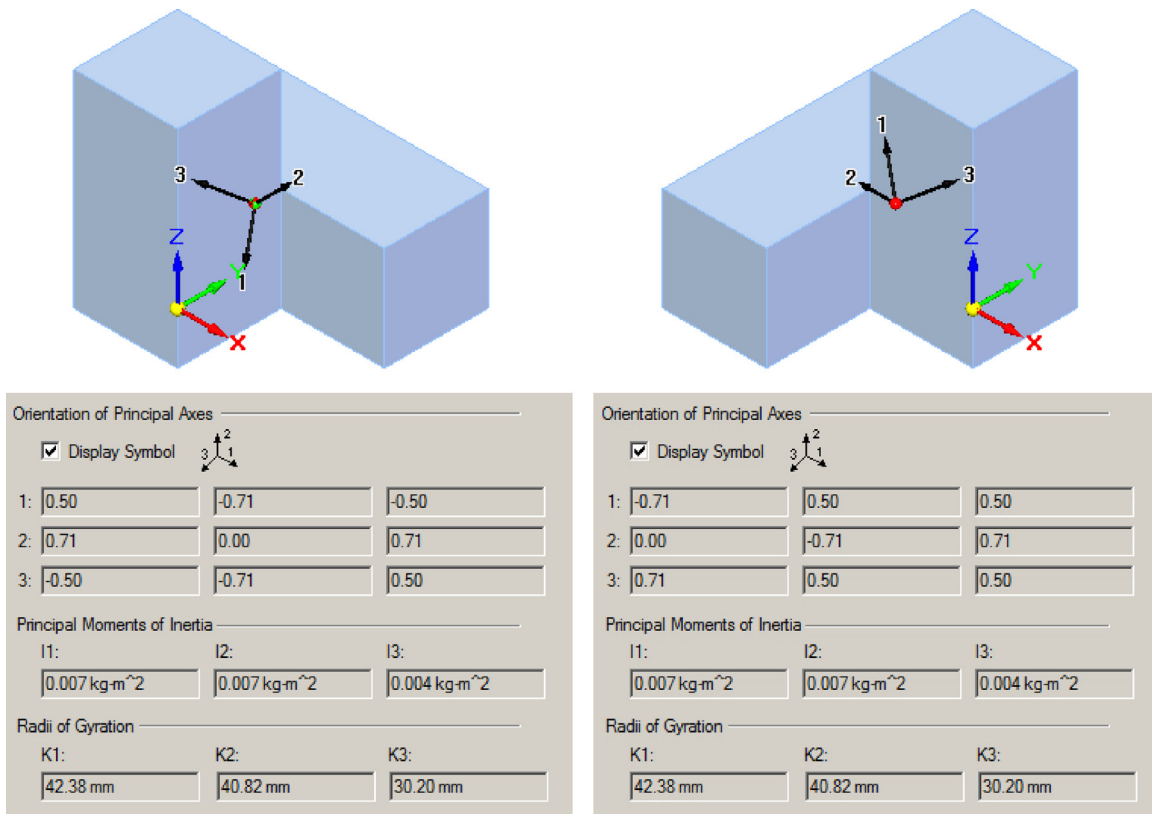 3 2
Z
Y
1
X
1
2 3
Z
Y
X
Orientation of Principal Axes
Display Symbol 3 2 1
1: 0.50 -0.71 -0.50
2: 0.71 0.00 0.71
3: -0.50 -0.71 0.50
Principal Moments of Inertia
I1: I2: I3:
0.007 kg-m^2 0.007 kg-m^2 0.004 kg-m^2
Radii of Gyration
K1: K2: K3:
42.38 mm 40.82 mm 30.20 mm
Orientation of Principal Axes
Display Symbol 3 2 1
1: -0.71 0.50 0.50
2: 0.00 -0.71 0.71
3: 0.71 0.50 0.50
Principal Moments of Inertia
I1: I2: I3:
0.007 kg-m^2 0.007 kg-m^2 0.004 kg-m^2
Radii of Gyration
K1: K2: K3:
42.38 mm 40.82 mm 30.20 mm